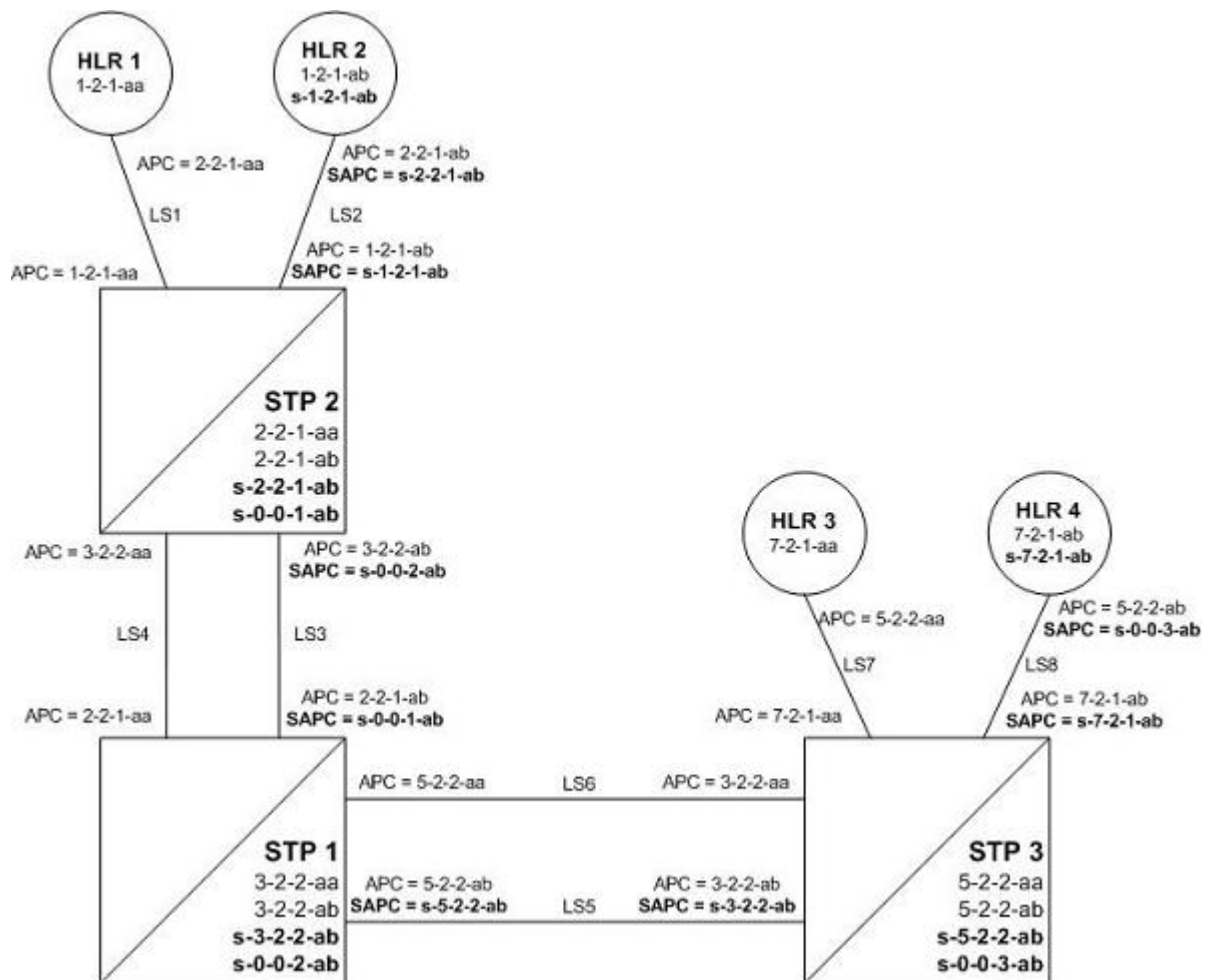 HLR 1
1-2-1-aa
HLR 2
1-2-1-ab
s-1-2-1-ab
APC = 2-2-1-aa
APC = 2-2-1-ab
SAPC = s-2-2-1-ab
LS1
LS2
APC = 1-2-1-aa
APC = 1-2-1-ab
SAPC = s-1-2-1-ab
STP 2
2-2-1-aa
2-2-1-ab
s-2-2-1-ab
s-0-0-1-ab
APC = 3-2-2-aa
APC = 3-2-2-ab
SAPC = s-0-0-2-ab
LS4
LS3
APC = 2-2-1-aa
APC = 2-2-1-ab
SAPC = s-0-0-1-ab
HLR 3
7-2-1-aa
HLR 4
7-2-1-ab
s-7-2-1-ab
APC = 5-2-2-aa
APC = 5-2-2-ab
SAPC = s-0-0-3-ab
LS7
LS8
APC = 7-2-1-aa
APC = 7-2-1-ab
SAPC = s-7-2-1-ab
APC = 5-2-2-aa
LS6
APC = 3-2-2-aa
STP 1
3-2-2-aa
3-2-2-ab
s-3-2-2-ab
s-0-0-2-ab
APC = 5-2-2-ab
SAPC = s-5-2-2-ab
LS5
APC = 3-2-2-ab
SAPC = s-3-2-2-ab
STP 3
5-2-2-aa
5-2-2-ab
s-5-2-2-ab
s-0-0-3-ab